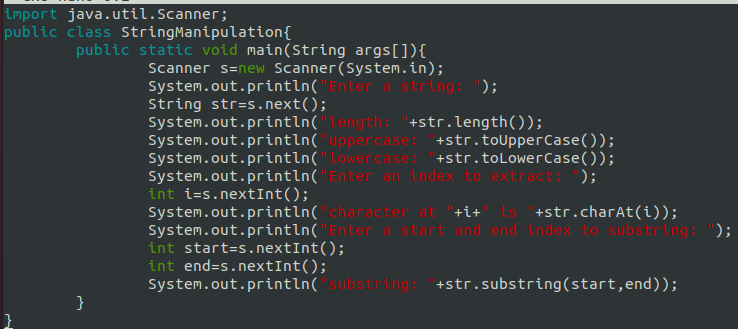 import java.util.Scanner;
public class StringManipulation{
        public static void main(String args[]){
                Scanner s=new Scanner(System.in);
                System.out.println("Enter a string: ");
                String str=s.next();
                System.out.println("length: "+str.length());
                System.out.println("uppercase: "+str.toUpperCase());
                System.out.println("lowercase: "+str.toLowerCase());
                System.out.println("Enter an index to extract: ");
                int i=s.nextInt();
                System.out.println("character at "+i+" is "+str.charAt(i));
                System.out.println("Enter a start and end index to substring: ");
                int start=s.nextInt();
                int end=s.nextInt();
                System.out.println("substring: "+str.substring(start,end));
        }
}